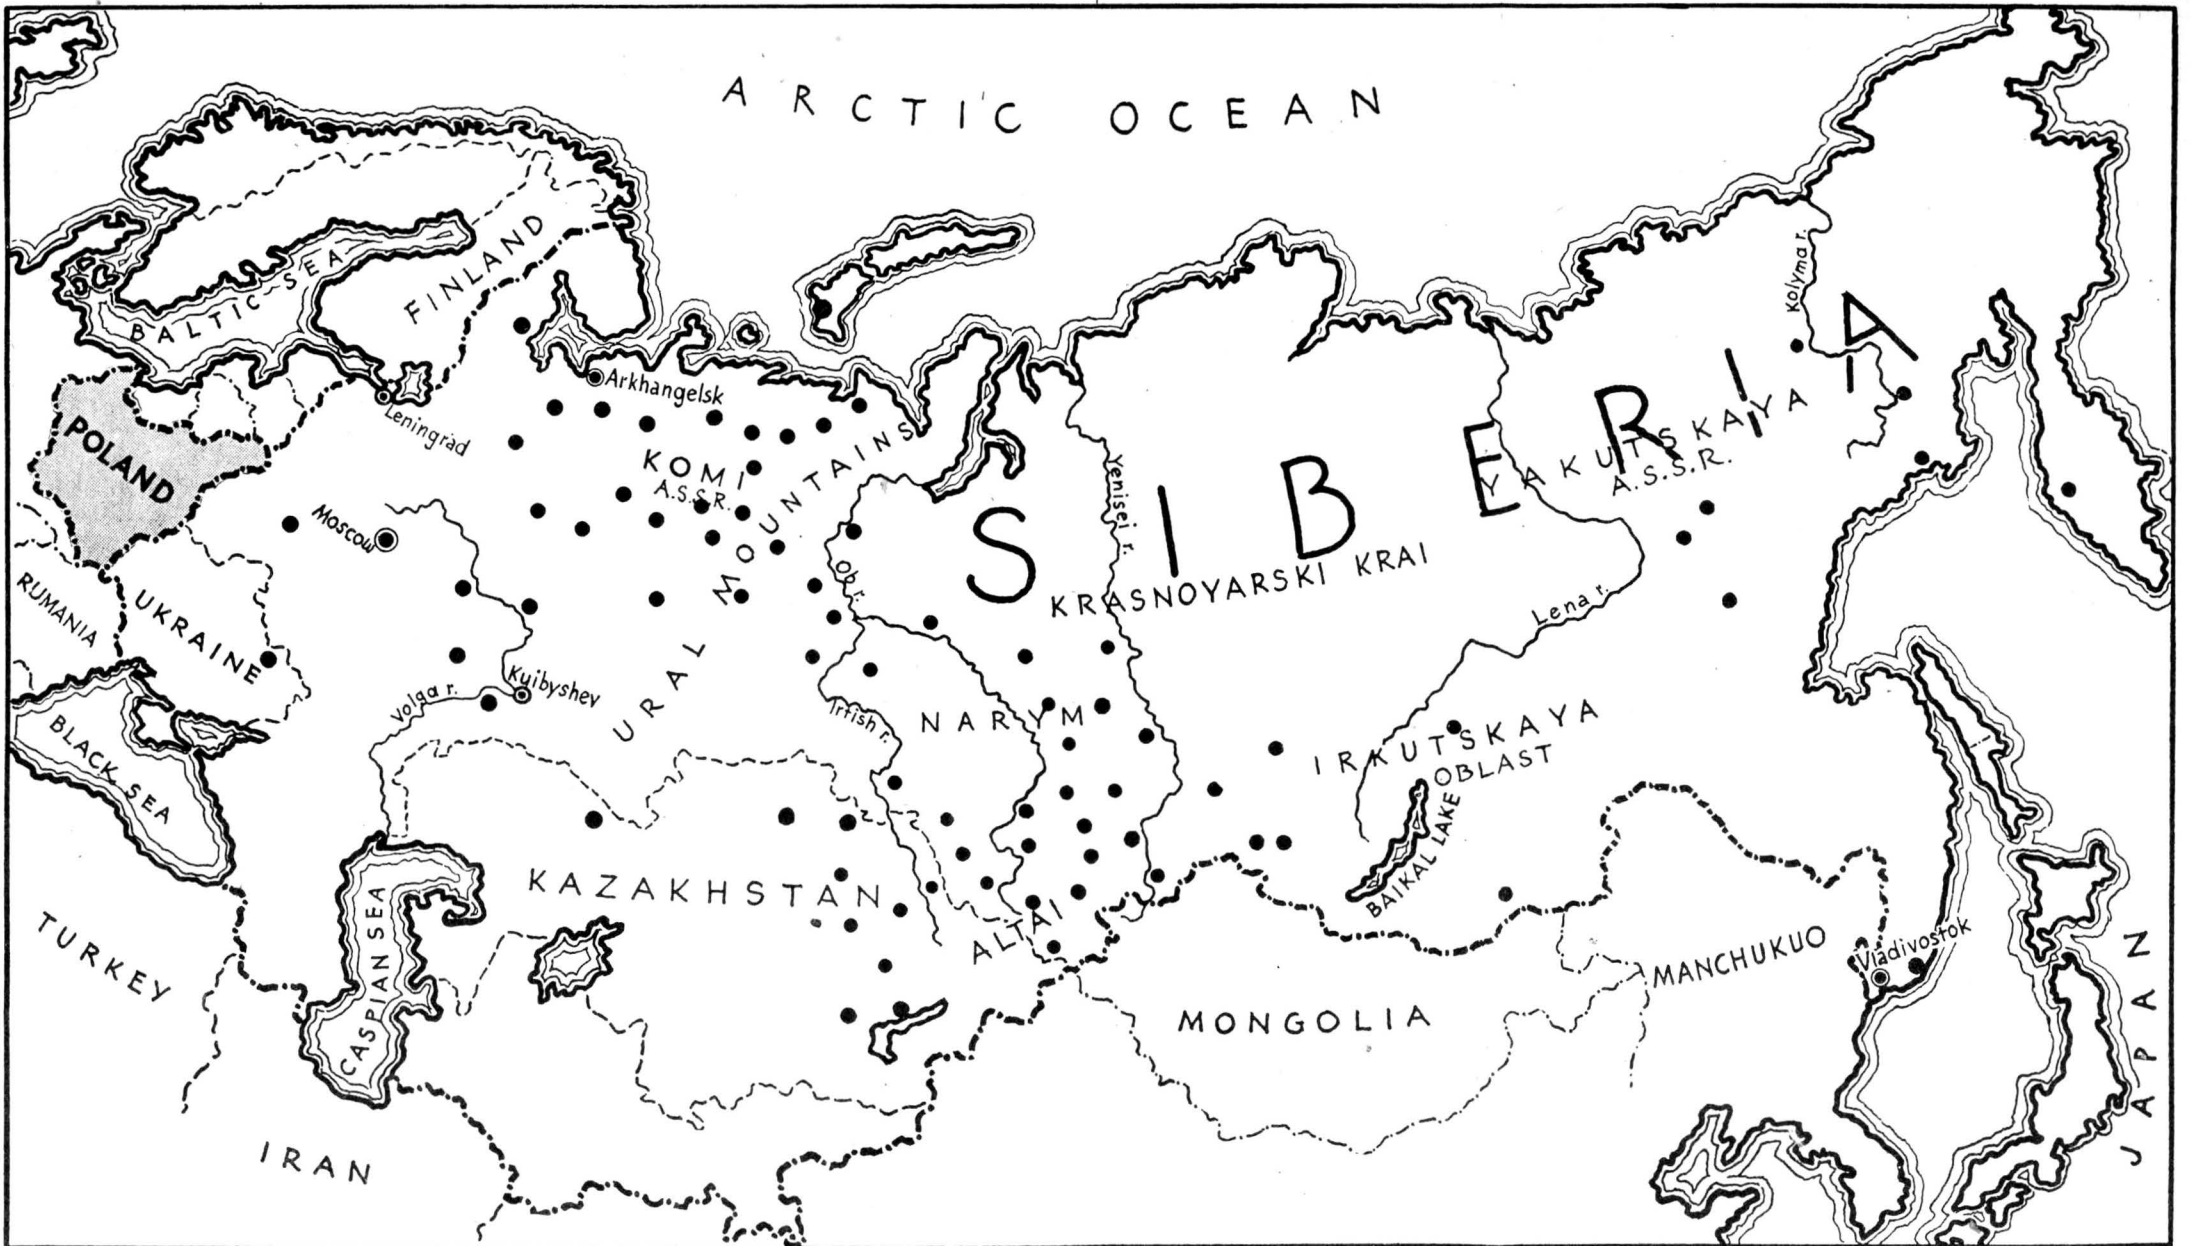 ARCTIC OCEAN
BALTIC SEA
FINLAND
Kolyma r.
SIBERIA
Arkhangelsk
Leningrad
POLAND
KOMI
A.S.S.R.
URAL MOUNTAINS
Yenisei r.
YAKUTSKAYA
A.S.S.R.
Moscow
Ob r.
KRASNOYARSKI KRAI
Lena r.
RUMANIA
UKRAINE
Volga r.
Kuibyshev
Irtish r.
NARYM
IRKUTSKAYA
OBLAST
BLACK SEA
BAIKAL LAKE
KAZAKHSTAN
ALTAI
TURKEY
CASPIAN SEA
MANCHUKUO
Vladivostok
MONGOLIA
JAPAN
IRAN